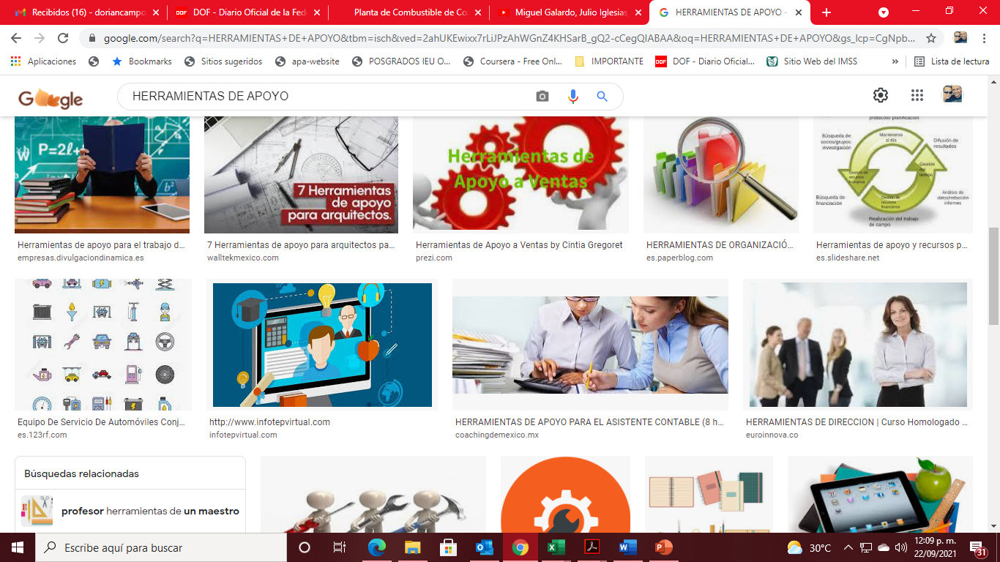 Recibidos (16) - doriancampo
DOF - Diario Oficial de la Fed
Planta de Combustible de Co
Miguel Galardo, Julio Iglesias
HERRAMIENTAS DE APOYO -
google.com/search?q=HERRAMIENTAS+DE+APOYO&tbm=isch&ved=2ahUKEwixx7rLiJPzAhWGnZ4KHSarB_gQ2-cCegQIABAA&oq=HERRAMIENTAS+DE+APOYO&gs_lcp=CgNpb...
Aplicaciones
Bookmarks
Sitios sugeridos
apa-website
POSGRADOS IEU O...
Coursera - Free Onl...
IMPORTANTE
DOF - Diario Oficial...
Sitio Web del IMSS
»
Lista de lectura
Google
HERRAMIENTAS DE APOYO
P=2ℓ+
7 Herramientas
de apoyo
para arquitectos.
Herramientas de
Apoyo a Ventas
protocolo/ planificación
Búsqueda de
socios/grupos
investigación
Mantenerse
al día
Difusión de
resultados
Gestión de
recursos
humanos
Gestión
del
tiempo
Búsqueda de
financiación
Gestión de
recursos
financieros
Análisis de
datos/redacción
informes
Realización del trabajo
de campo
Herramientas de apoyo para el trabajo d...
empresas.divulgaciondinamica.es
7 Herramientas de apoyo para arquitectos pa...
walltekmexico.com
Herramientas de Apoyo a Ventas by Cintia Gregoret
prezi.com
HERRAMIENTAS DE ORGANIZACIÓ...
es.paperblog.com
Herramientas de apoyo y recursos p...
es.slideshare.net
Equipo De Servicio De Automóviles Conj...
es.123rf.com
http://www.infotepvirtual.com
infotepvirtual.com
HERRAMIENTAS DE APOYO PARA EL ASISTENTE CONTABLE (8 h...
coachingdemexico.mx
HERRAMIENTAS DE DIRECCION | Curso Homologado ...
euroinnova.co
Búsquedas relacionadas
profesor herramientas de un maestro
Escribe aquí para buscar
30°C
12:09 p. m.
22/09/2021
31